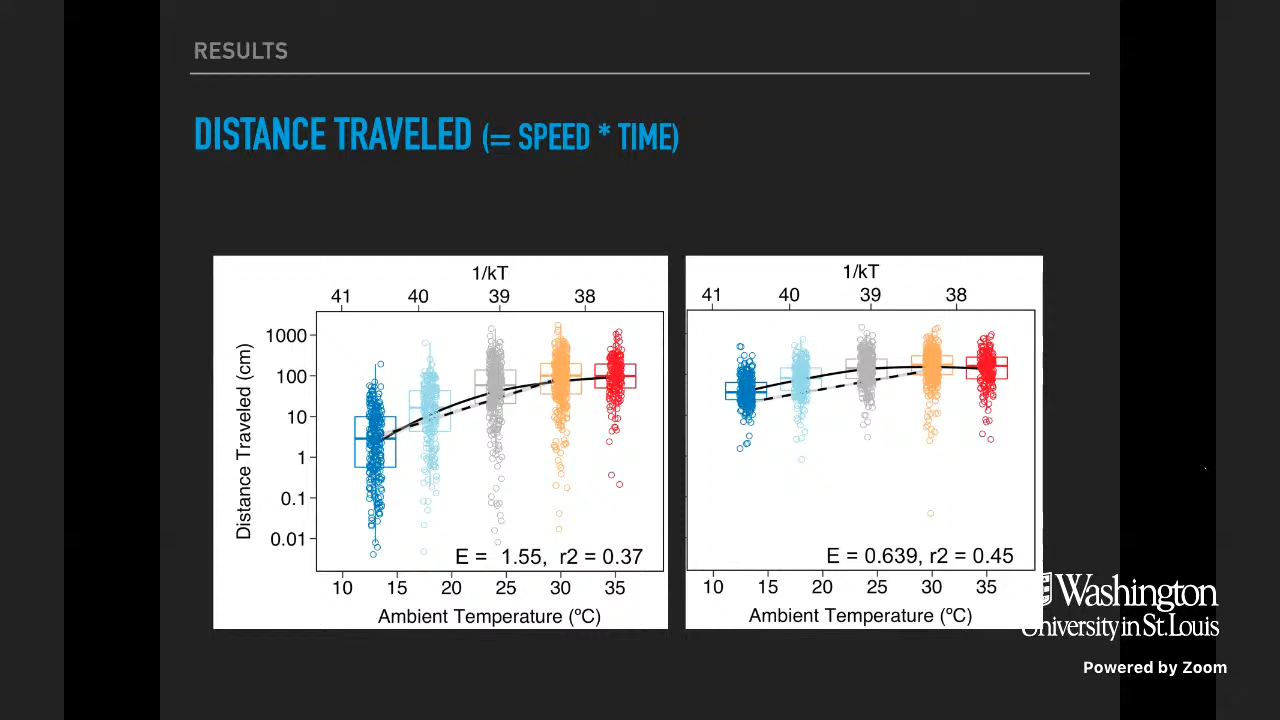 RESULTS
DISTANCE TRAVELED (= SPEED * TIME)
1/kT
41 40 39 38
1000
100
10
1
0.1
0.01
Distance Traveled (cm)
E = 1.55, r2 = 0.37
10 15 20 25 30 35
Ambient Temperature (ºC)
1/kT
41 40 39 38
E = 0.639, r2 = 0.45
10 15 20 25 30 35
Ambient Temperature (ºC)
Washington
University in St. Louis
Powered by Zoom